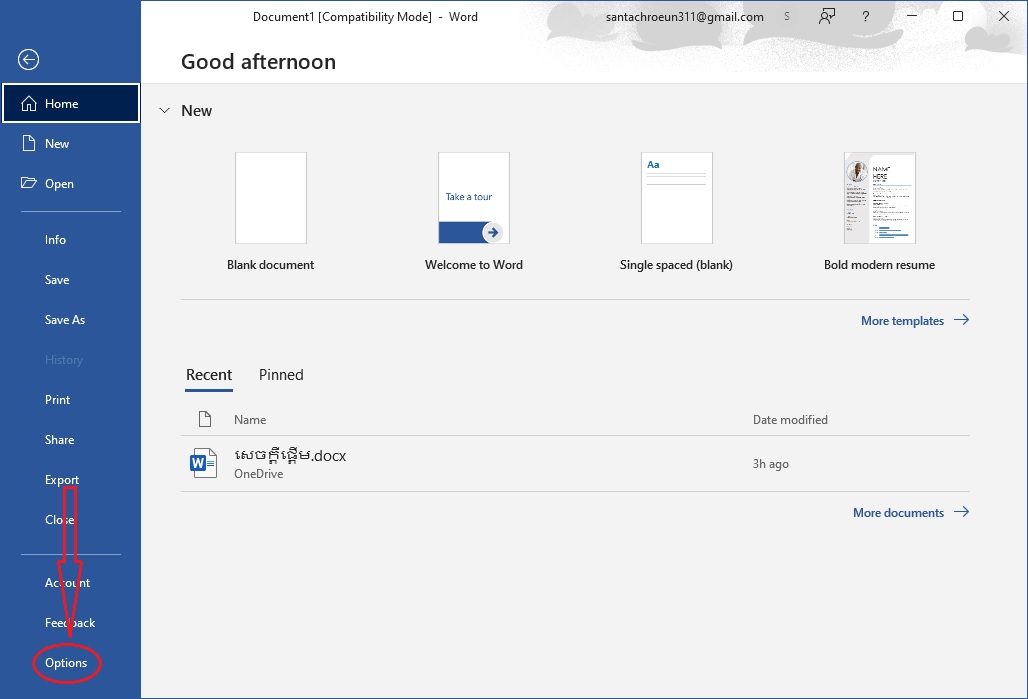 Document1 [Compatibility Mode] - Word
santachroeun311@gmail.com
S
?
Good afternoon
Home
New
Open
Info
Save
Save As
History
Print
Share
Export
Close
Account
Feedback
Options
New
Aa
Take a tour
NAME
HERE
Blank document
Welcome to Word
Single spaced (blank)
Bold modern resume
More templates
Recent
Pinned
Name
Date modified
W
សេចក្តីផ្តើម.docx
OneDrive
3h ago
More documents